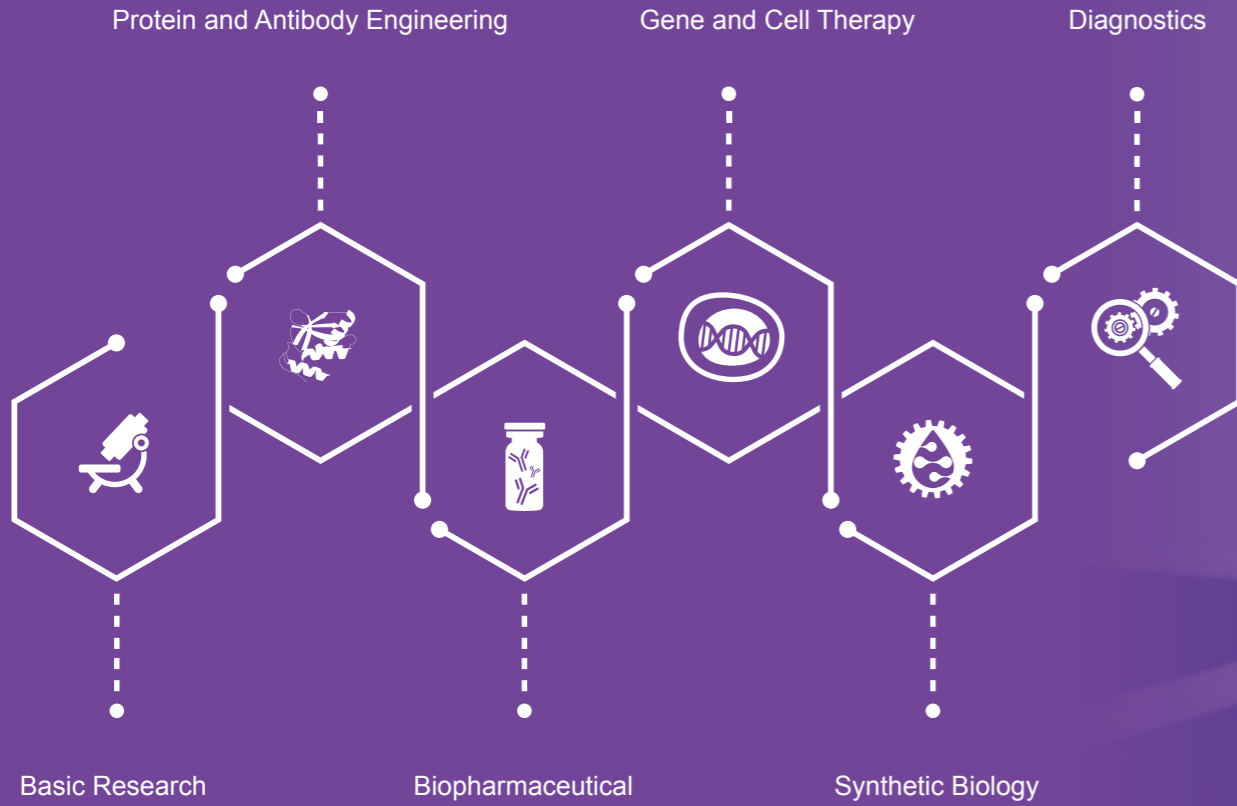 Protein and Antibody Engineering
Gene and Cell Therapy
Diagnostics
Basic Research
Biopharmaceutical
Synthetic Biology